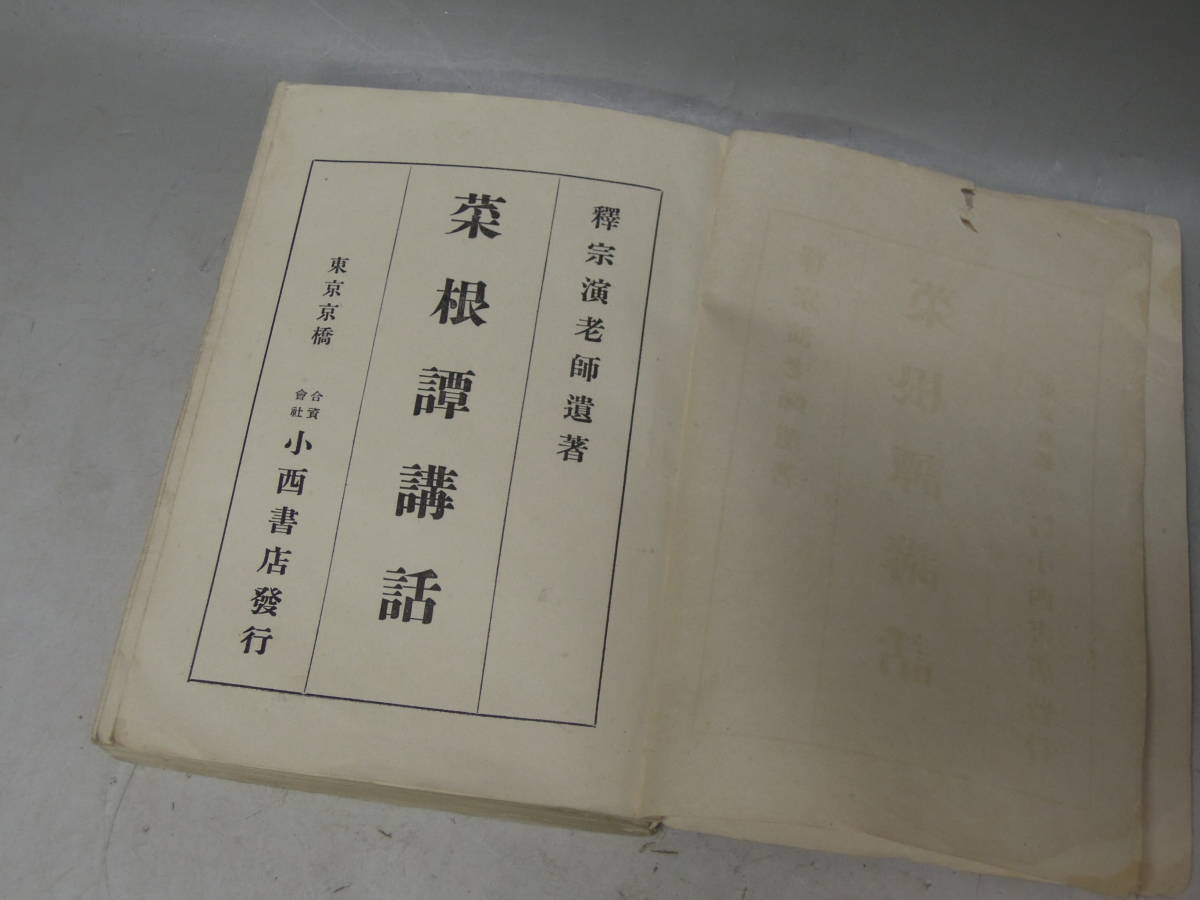 釋宗演老師遺著
菜根譚講話
東京京橋 合資會社 小西書店發行